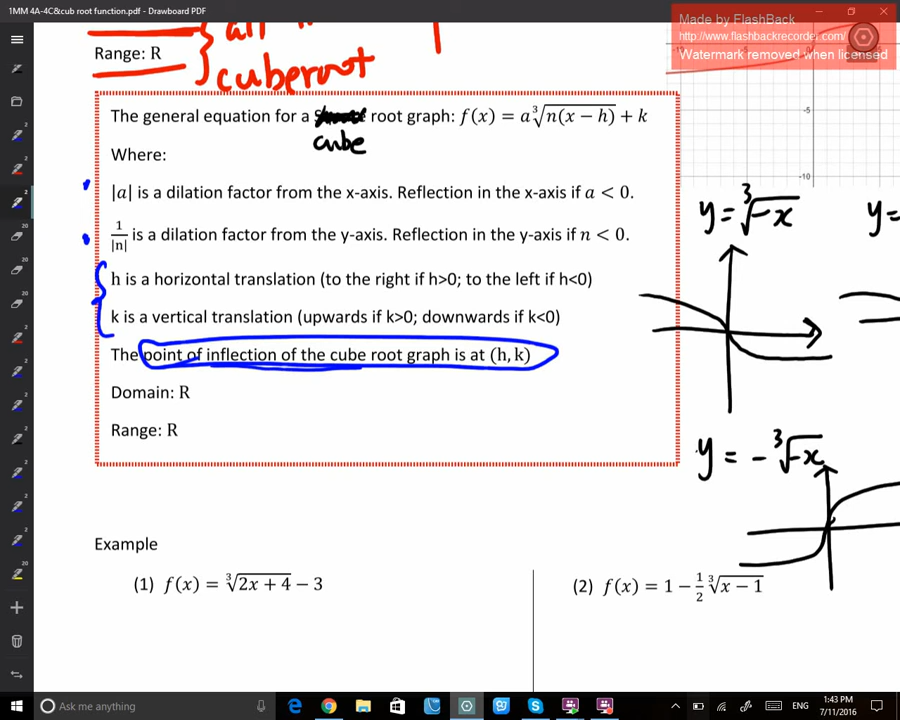 1MM 4A-4C&cub root function.pdf - Drawboard PDF
Made by FlashBack
http://www.flashbackrecorder.com/
Watermark removed when licensed
all
Range: R
cuberoot
-5
-10
The general equation for a root graph: f(x) = a∛n(x − h) + k
cube
Where:
|a| is a dilation factor from the x-axis. Reflection in the x-axis if a < 0.
1/|n| is a dilation factor from the y-axis. Reflection in the y-axis if n < 0.
h is a horizontal translation (to the right if h>0; to the left if h<0)
k is a vertical translation (upwards if k>0; downwards if k<0)
The point of inflection of the cube root graph is at (h, k)
Domain: R
Range: R
y = ∛-x
y =
y = -∛-x
Example
(1) f(x) = ∛2x + 4 − 3
(2) f(x) = 1 − 1/2 ∛x − 1
Ask me anything
ENG
1:43 PM
7/11/2016